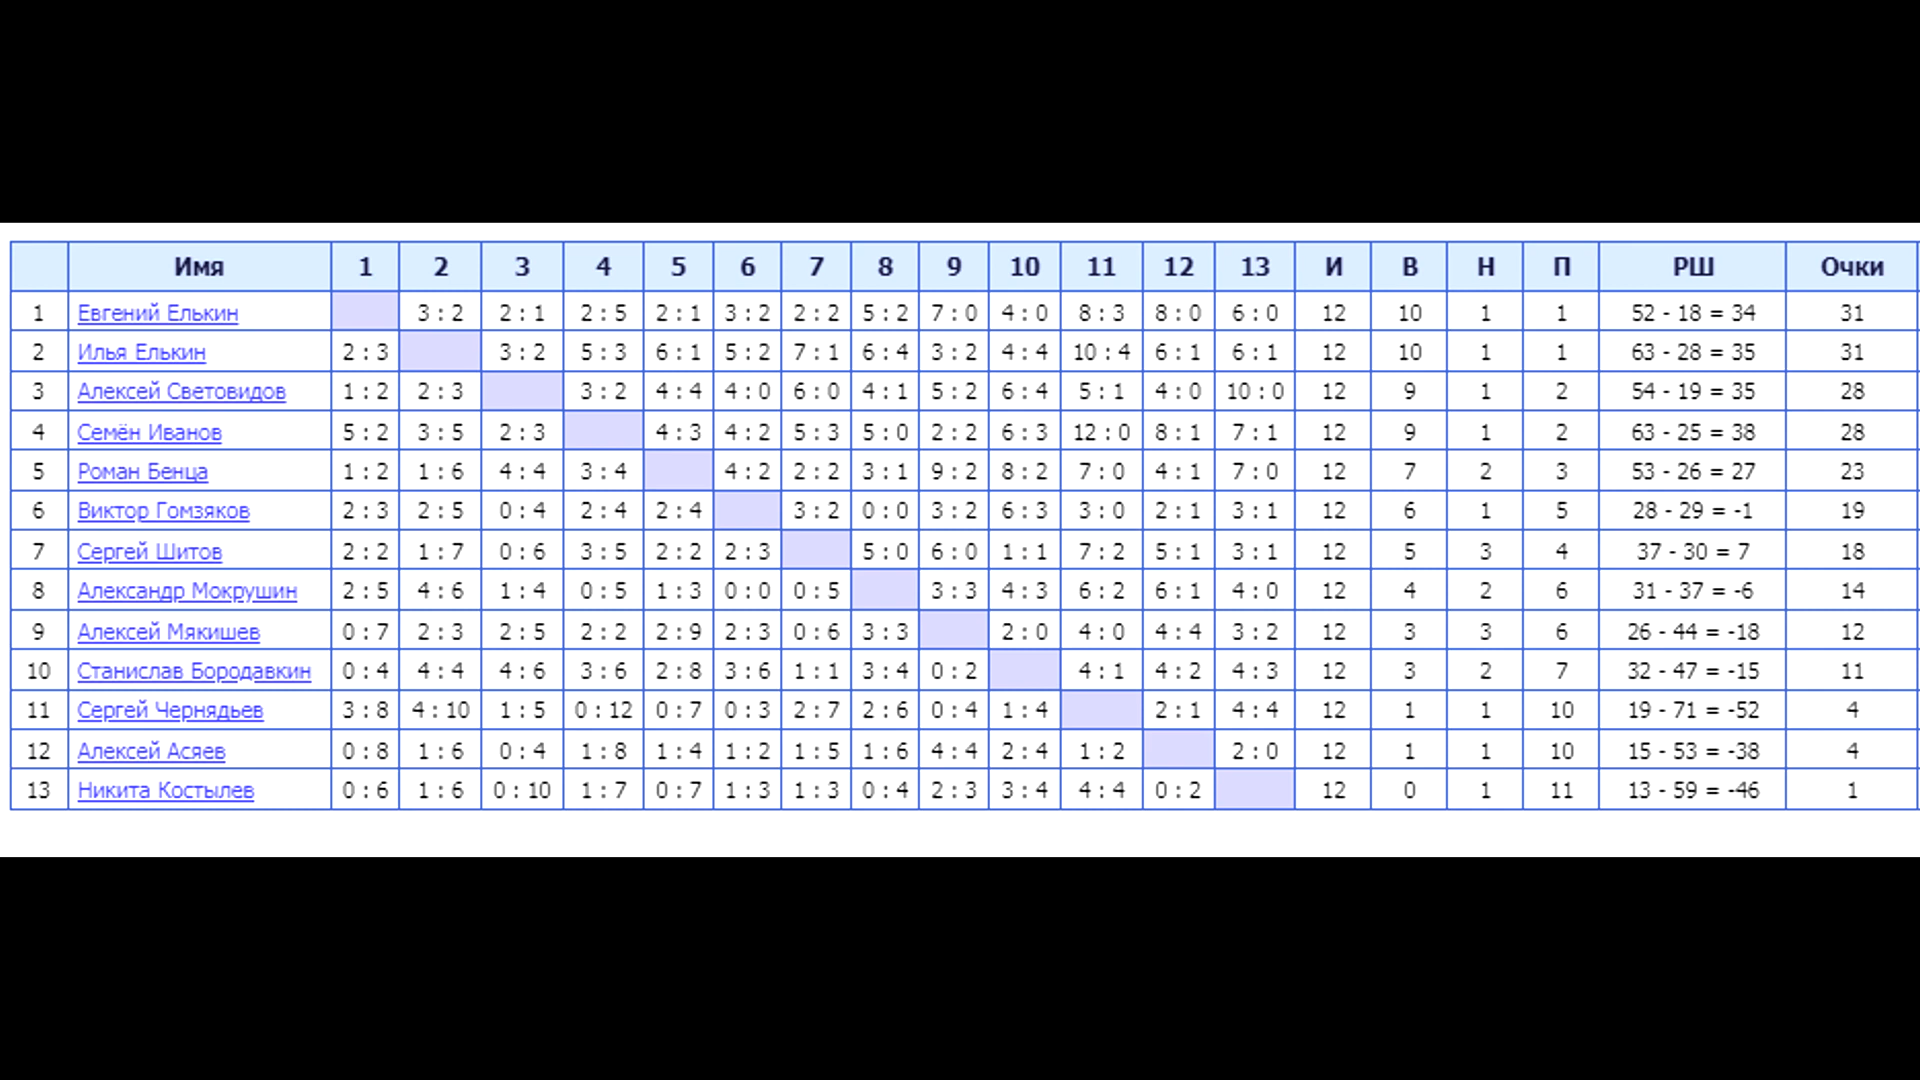 Имя 1 2 3 4 5 6 7 8 9 10 11 12 13 И В Н П РШ Очки
1 Евгений Елькин 3 : 2 2 : 1 2 : 5 2 : 1 3 : 2 2 : 2 5 : 2 7 : 0 4 : 0 8 : 3 8 : 0 6 : 0 12 10 1 1 52 - 18 = 34 31
2 Илья Елькин 2 : 3 3 : 2 5 : 3 6 : 1 5 : 2 7 : 1 6 : 4 3 : 2 4 : 4 10 : 4 6 : 1 6 : 1 12 10 1 1 63 - 28 = 35 31
3 Алексей Световидов 1 : 2 2 : 3 3 : 2 4 : 4 4 : 0 6 : 0 4 : 1 5 : 2 6 : 4 5 : 1 4 : 0 10 : 0 12 9 1 2 54 - 19 = 35 28
4 Семён Иванов 5 : 2 3 : 5 2 : 3 4 : 3 4 : 2 5 : 3 5 : 0 2 : 2 6 : 3 12 : 0 8 : 1 7 : 1 12 9 1 2 63 - 25 = 38 28
5 Роман Бенца 1 : 2 1 : 6 4 : 4 3 : 4 4 : 2 2 : 2 3 : 1 9 : 2 8 : 2 7 : 0 4 : 1 7 : 0 12 7 2 3 53 - 26 = 27 23
6 Виктор Гомзяков 2 : 3 2 : 5 0 : 4 2 : 4 2 : 4 3 : 2 0 : 0 3 : 2 6 : 3 3 : 0 2 : 1 3 : 1 12 6 1 5 28 - 29 = -1 19
7 Сергей Шитов 2 : 2 1 : 7 0 : 6 3 : 5 2 : 2 2 : 3 5 : 0 6 : 0 1 : 1 7 : 2 5 : 1 3 : 1 12 5 3 4 37 - 30 = 7 18
8 Александр Мокрушин 2 : 5 4 : 6 1 : 4 0 : 5 1 : 3 0 : 0 0 : 5 3 : 3 4 : 3 6 : 2 6 : 1 4 : 0 12 4 2 6 31 - 37 = -6 14
9 Алексей Мякишев 0 : 7 2 : 3 2 : 5 2 : 2 2 : 9 2 : 3 0 : 6 3 : 3 2 : 0 4 : 0 4 : 4 3 : 2 12 3 3 6 26 - 44 = -18 12
10 Станислав Бородавкин 0 : 4 4 : 4 4 : 6 3 : 6 2 : 8 3 : 6 1 : 1 3 : 4 0 : 2 4 : 1 4 : 2 4 : 3 12 3 2 7 32 - 47 = -15 11
11 Сергей Чернядьев 3 : 8 4 : 10 1 : 5 0 : 12 0 : 7 0 : 3 2 : 7 2 : 6 0 : 4 1 : 4 2 : 1 4 : 4 12 1 1 10 19 - 71 = -52 4
12 Алексей Асяев 0 : 8 1 : 6 0 : 4 1 : 8 1 : 4 1 : 2 1 : 5 1 : 6 4 : 4 2 : 4 1 : 2 2 : 0 12 1 1 10 15 - 53 = -38 4
13 Никита Костылев 0 : 6 1 : 6 0 : 10 1 : 7 0 : 7 1 : 3 1 : 3 0 : 4 2 : 3 3 : 4 4 : 4 0 : 2 12 0 1 11 13 - 59 = -46 1